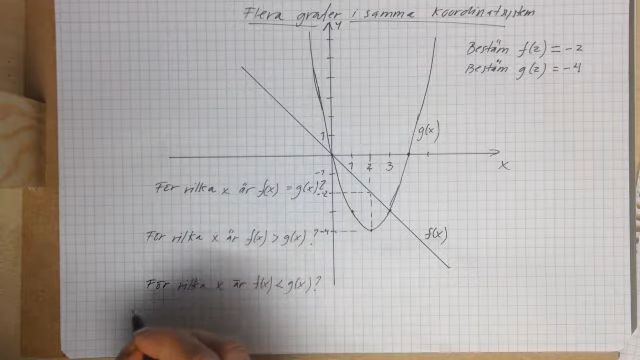 Flera grafer i samma koordinatsystem
y
Bestäm f(2) = -2
Bestäm g(2) = -4
g(x)
1
1 2 3
x
-1
För vilka x är f(x) = g(x)?
-2
För vilka x är f(x) > g(x)?
-4
f(x)
För vilka x är f(x) < g(x)?